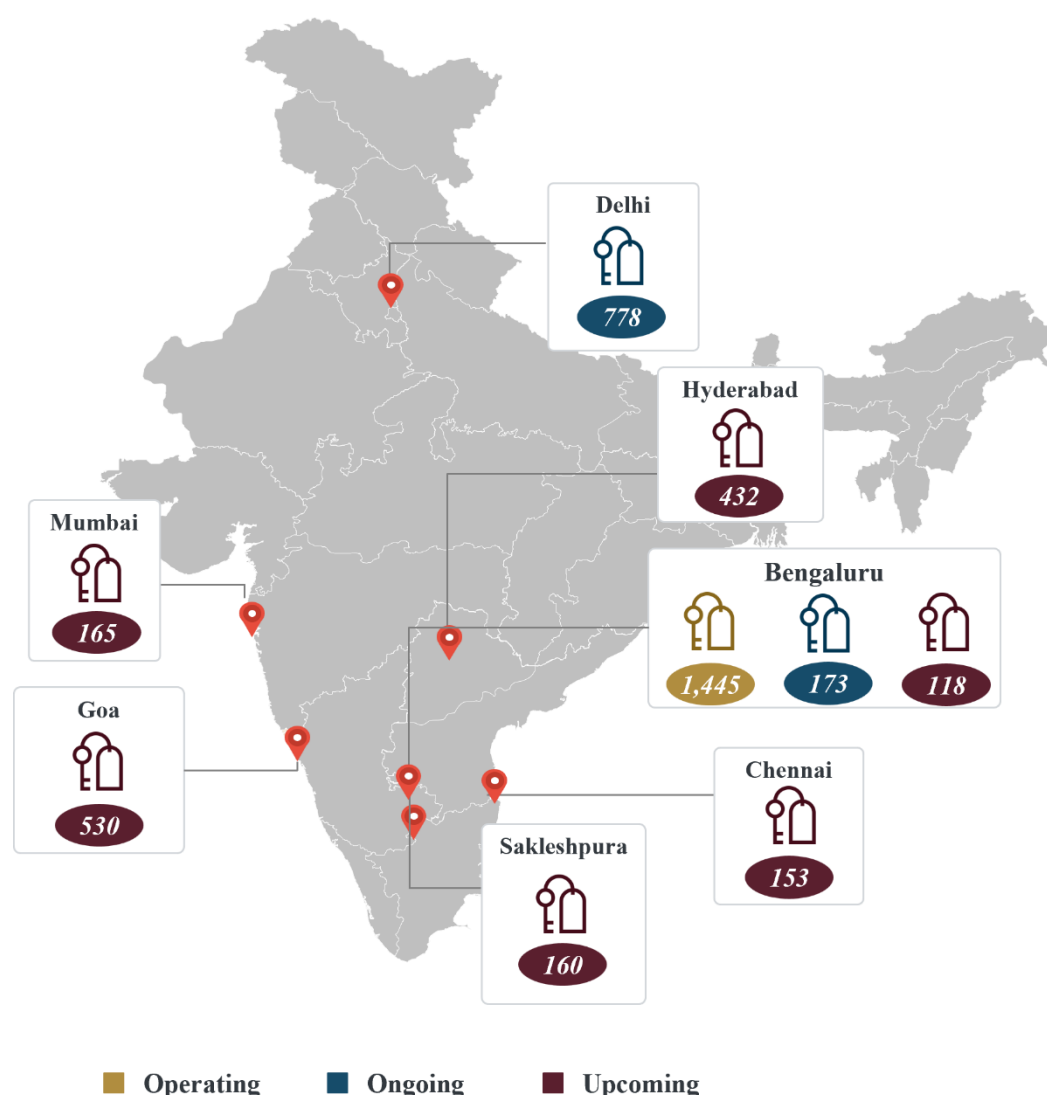 Delhi
778
Hyderabad
432
Mumbai
165
Bengaluru
1,445 173 118
Goa
530
Chennai
153
Sakleshpura
160
Operating Ongoing Upcoming